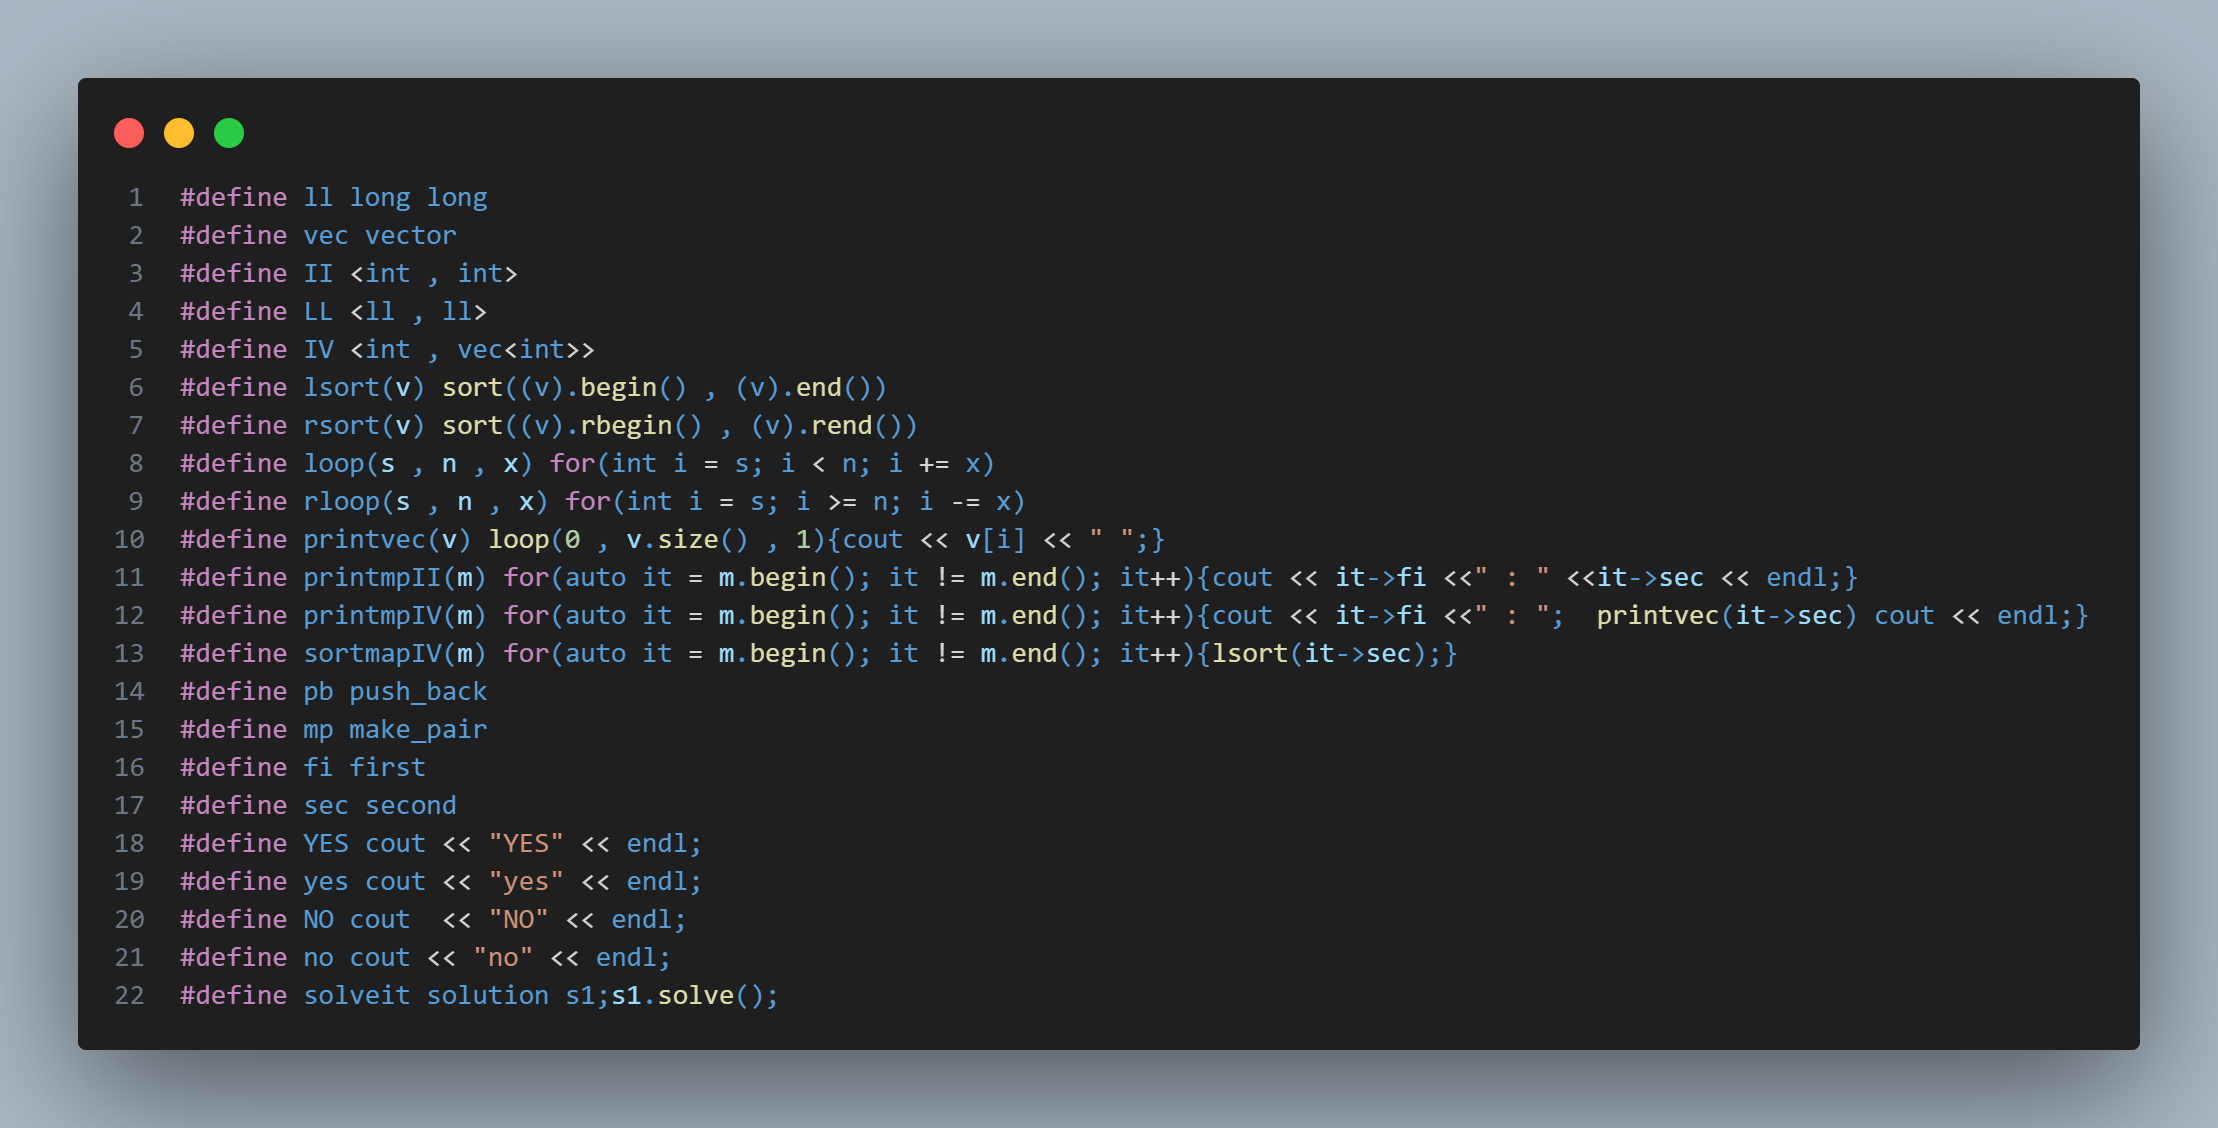 1 #define ll long long
2 #define vec vector
3 #define II <int , int>
4 #define LL <ll , ll>
5 #define IV <int , vec<int>>
6 #define lsort(v) sort((v).begin() , (v).end())
7 #define rsort(v) sort((v).rbegin() , (v).rend())
8 #define loop(s , n , x) for(int i = s; i < n; i += x)
9 #define rloop(s , n , x) for(int i = s; i >= n; i -= x)
10 #define printvec(v) loop(0 , v.size() , 1){cout << v[i] << " ";}
11 #define printmpII(m) for(auto it = m.begin(); it != m.end(); it++){cout << it->fi <<" : " <<it->sec << endl;}
12 #define printmpIV(m) for(auto it = m.begin(); it != m.end(); it++){cout << it->fi <<" : ";  printvec(it->sec) cout << endl;}
13 #define sortmapIV(m) for(auto it = m.begin(); it != m.end(); it++){lsort(it->sec);}
14 #define pb push_back
15 #define mp make_pair
16 #define fi first
17 #define sec second
18 #define YES cout << "YES" << endl;
19 #define yes cout << "yes" << endl;
20 #define NO cout  << "NO" << endl;
21 #define no cout << "no" << endl;
22 #define solveit solution s1;s1.solve();